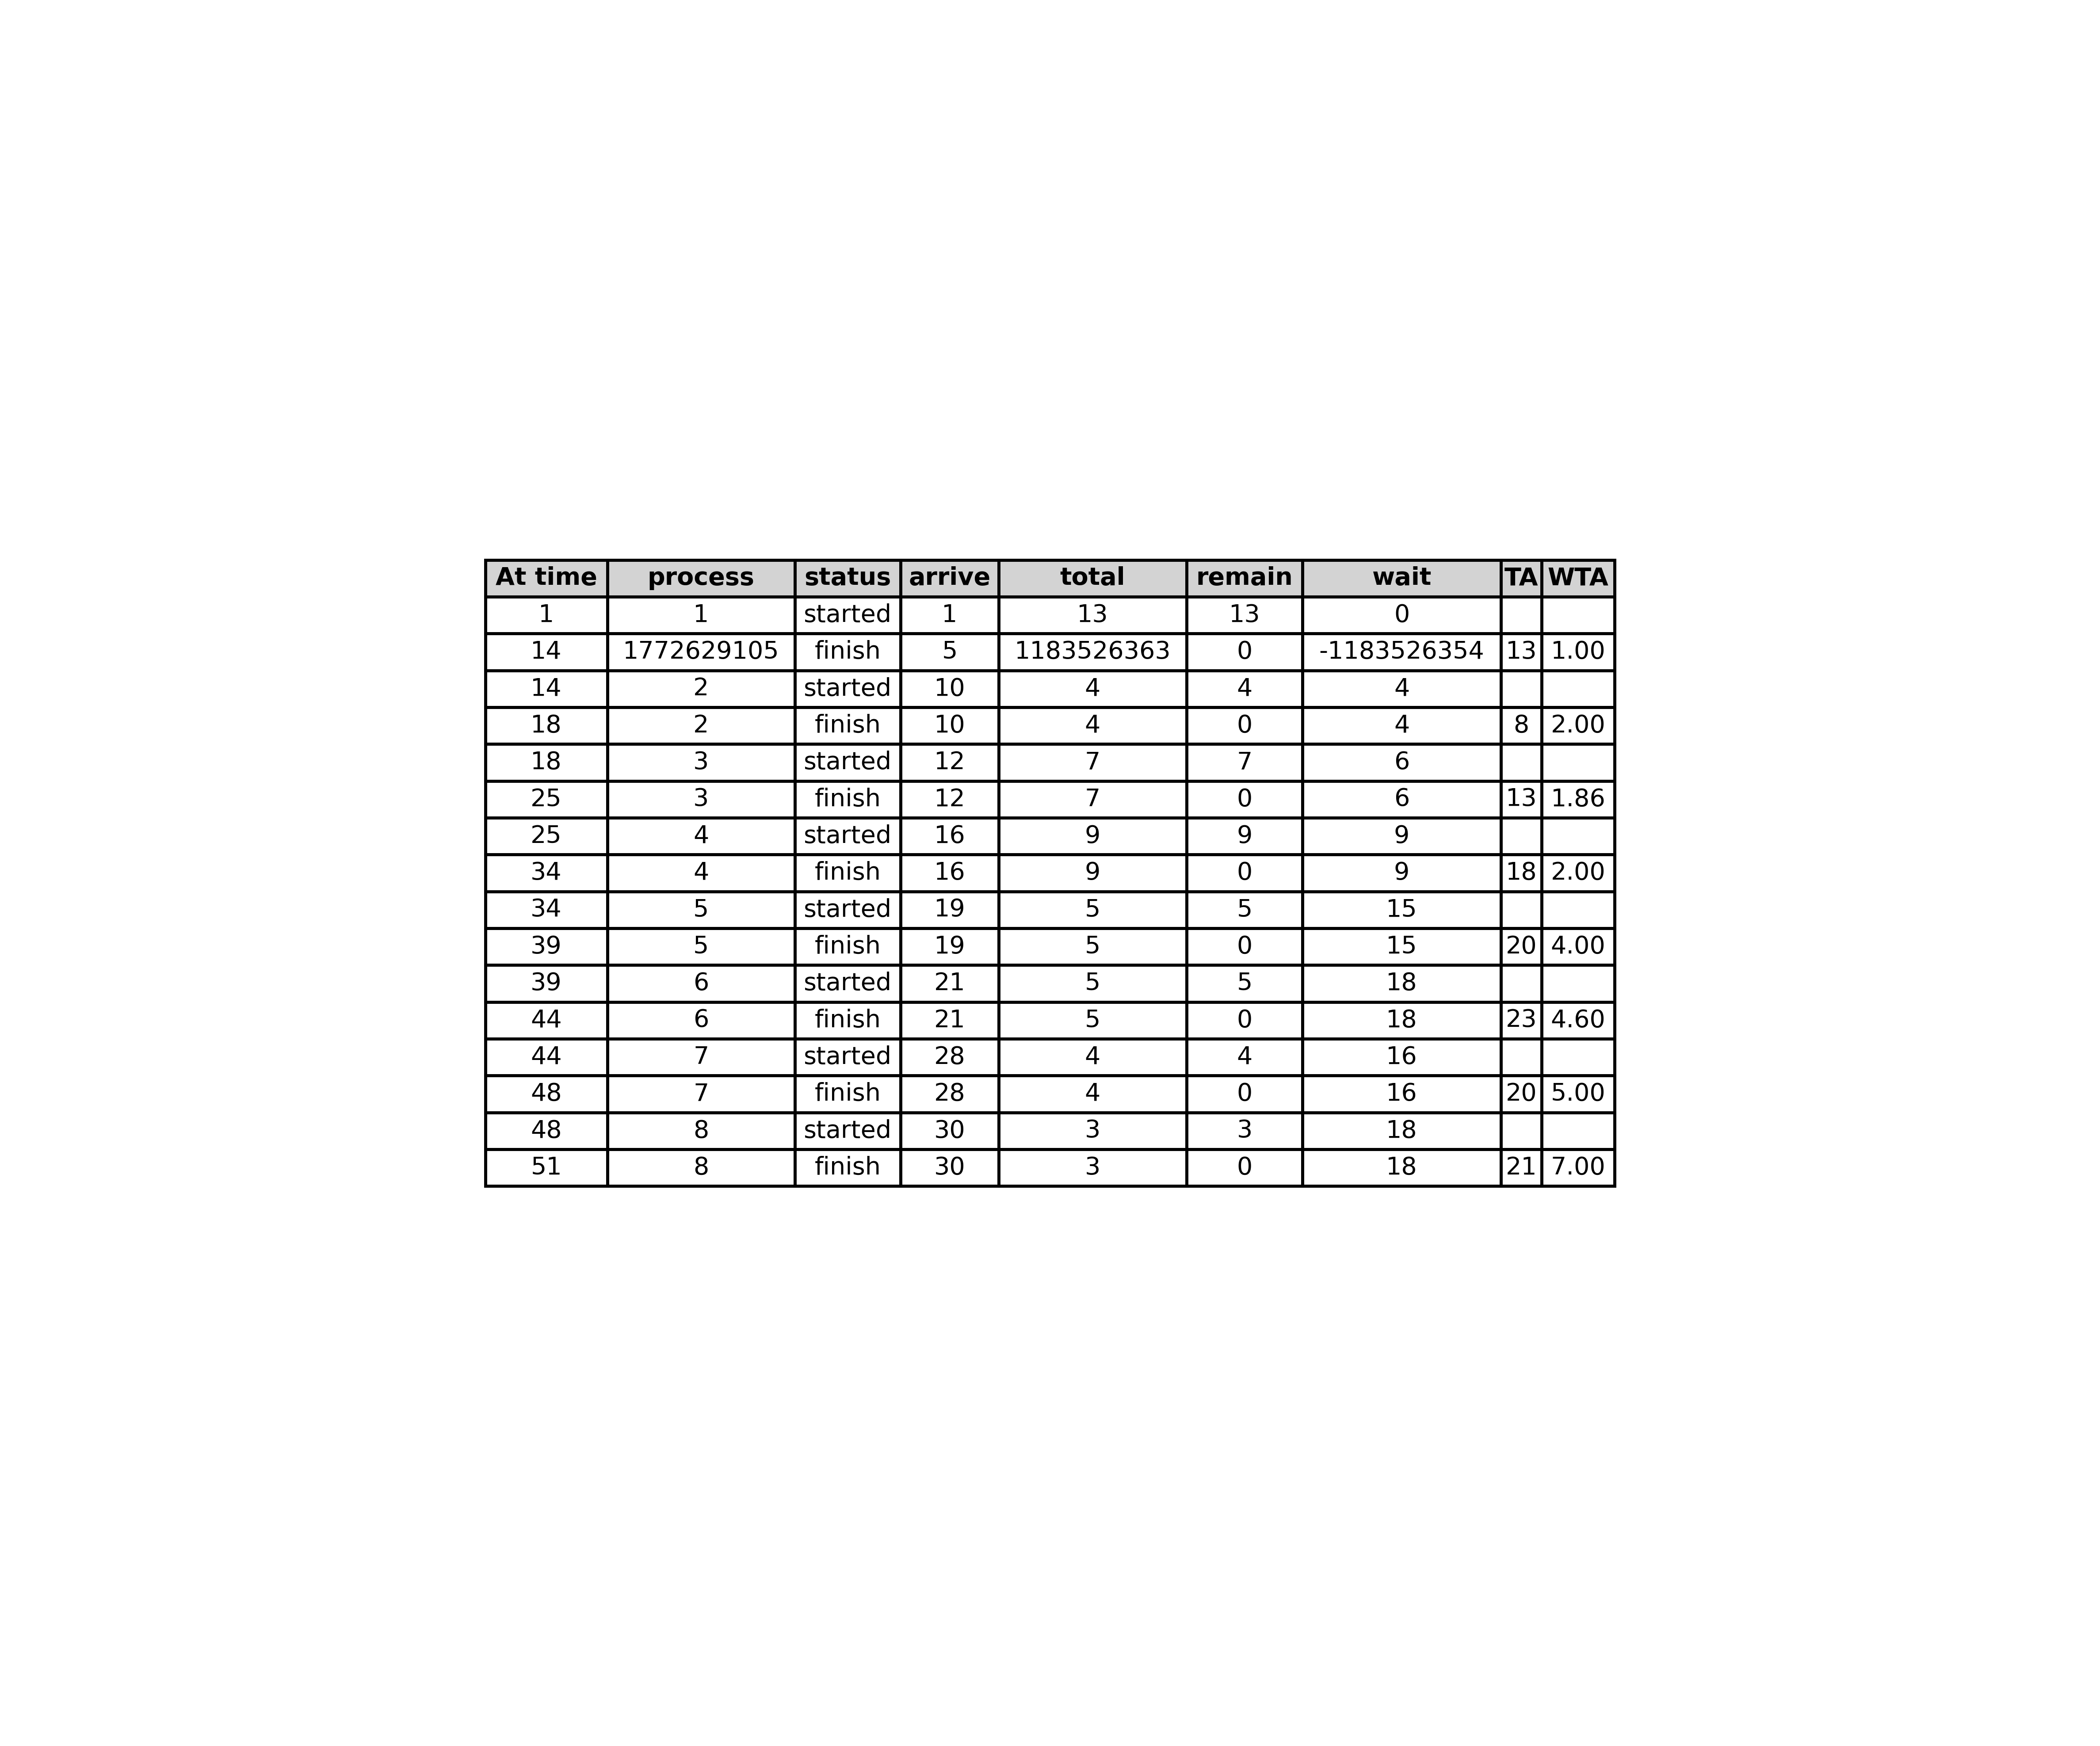 At time process status arrive total remain wait TA WTA
1 1 started 1 13 13 0
14 1772629105 finish 5 1183526363 0 -1183526354 13 1.00
14 2 started 10 4 4 4
18 2 finish 10 4 0 4 8 2.00
18 3 started 12 7 7 6
25 3 finish 12 7 0 6 13 1.86
25 4 started 16 9 9 9
34 4 finish 16 9 0 9 18 2.00
34 5 started 19 5 5 15
39 5 finish 19 5 0 15 20 4.00
39 6 started 21 5 5 18
44 6 finish 21 5 0 18 23 4.60
44 7 started 28 4 4 16
48 7 finish 28 4 0 16 20 5.00
48 8 started 30 3 3 18
51 8 finish 30 3 0 18 21 7.00